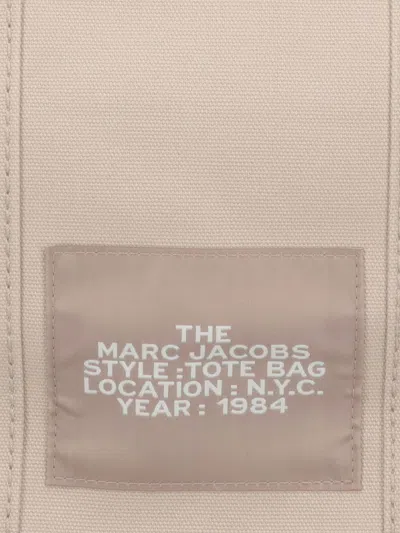 THE
MARC JACOBS
STYLE : TOTE BAG
LOCATION : N.Y.C.
YEAR : 1984